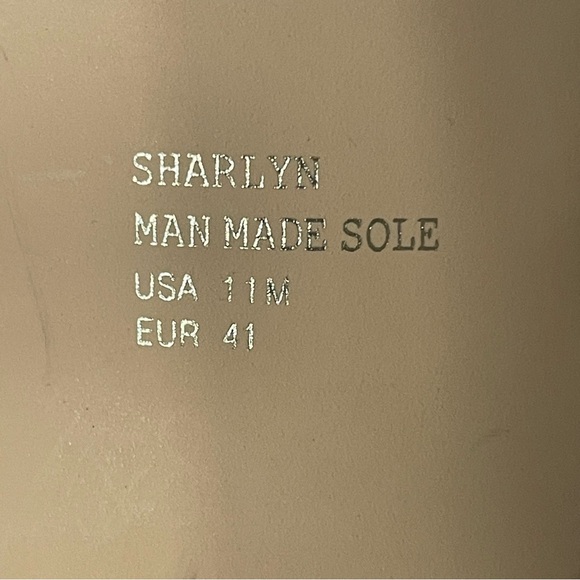 SHARLYN
MAN MADE SOLE
USA 11M
EUR 41